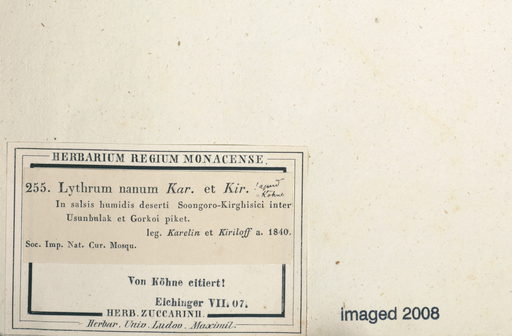 HERBARIUM REGIUM MONACENSE.
255. Lythrum nanum Kar. et Kir. ! Köhne
In salsis humidis deserti Soongoro-Kirghisici inter
Usunbulak et Gorkoi piket.
leg. Karelin et Kiriloff a. 1840.
Soc. Imp. Nat. Cur. Mosqu.
Von Köhne citiert!
Eichinger VII. 07.
HERB. ZUCCARINII.
Herbar. Univ. Ludov. Maximil.
imaged 2008